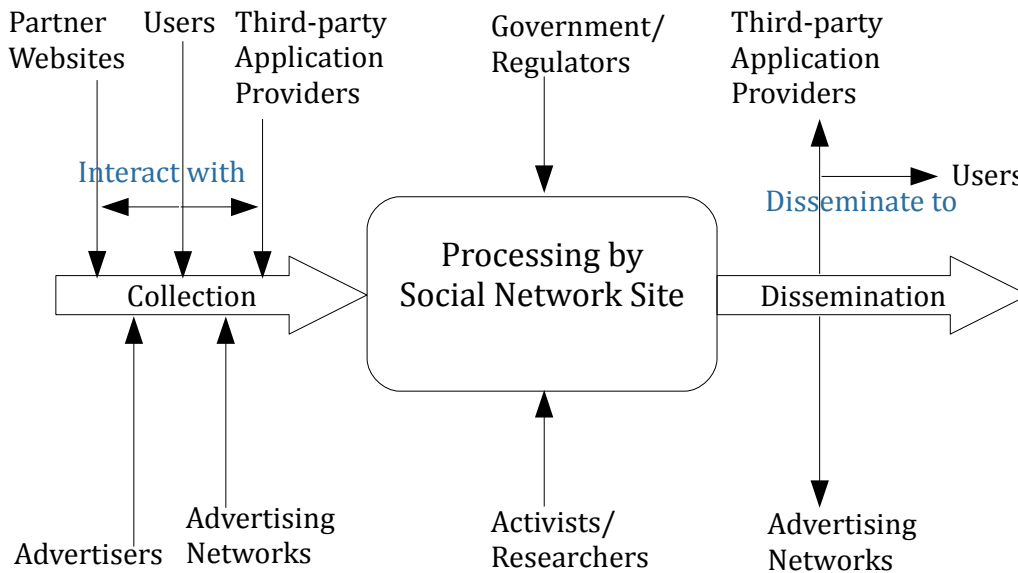 Partner
Websites
Users
Third-party
Application
Providers
Government/
Regulators
Third-party
Application
Providers
Interact with
Users
Disseminate to
Processing by
Social Network Site
Collection
Dissemination
Advertisers
Advertising
Networks
Activists/
Researchers
Advertising
Networks